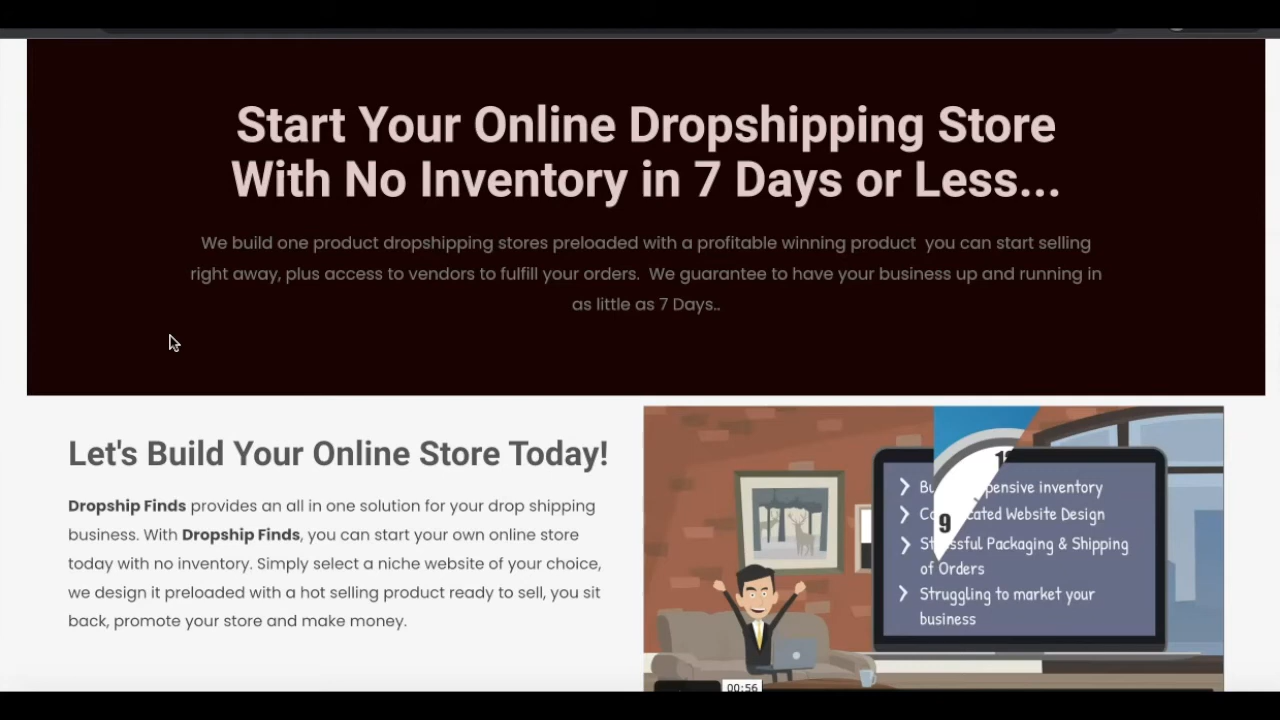 Start Your Online Dropshipping Store
With No Inventory in 7 Days or Less...
We build one product dropshipping stores preloaded with a profitable winning product you can start selling
right away, plus access to vendors to fulfill your orders. We guarantee to have your business up and running in
as little as 7 Days..
Let's Build Your Online Store Today!
Dropship Finds provides an all in one solution for your drop shipping
business. With Dropship Finds, you can start your own online store
today with no inventory. Simply select a niche website of your choice,
we design it preloaded with a hot selling product ready to sell, you sit
back, promote your store and make money.
9
inventory
Website Design
Packaging & Shipping
of Orders
Struggling to market your
business
00:56